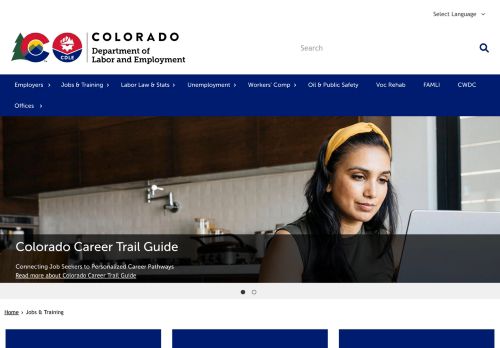 Select Language
COLORADO
Department of
Labor and Employment
CDLE
Search
Employers
Jobs & Training
Labor Law & Stats
Unemployment
Workers' Comp
Oil & Public Safety
Voc Rehab
FAMLI
CWDC
Offices
Colorado Career Trail Guide
Connecting Job Seekers to Personalized Career Pathways
Read more about Colorado Career Trail Guide
Home › Jobs & Training